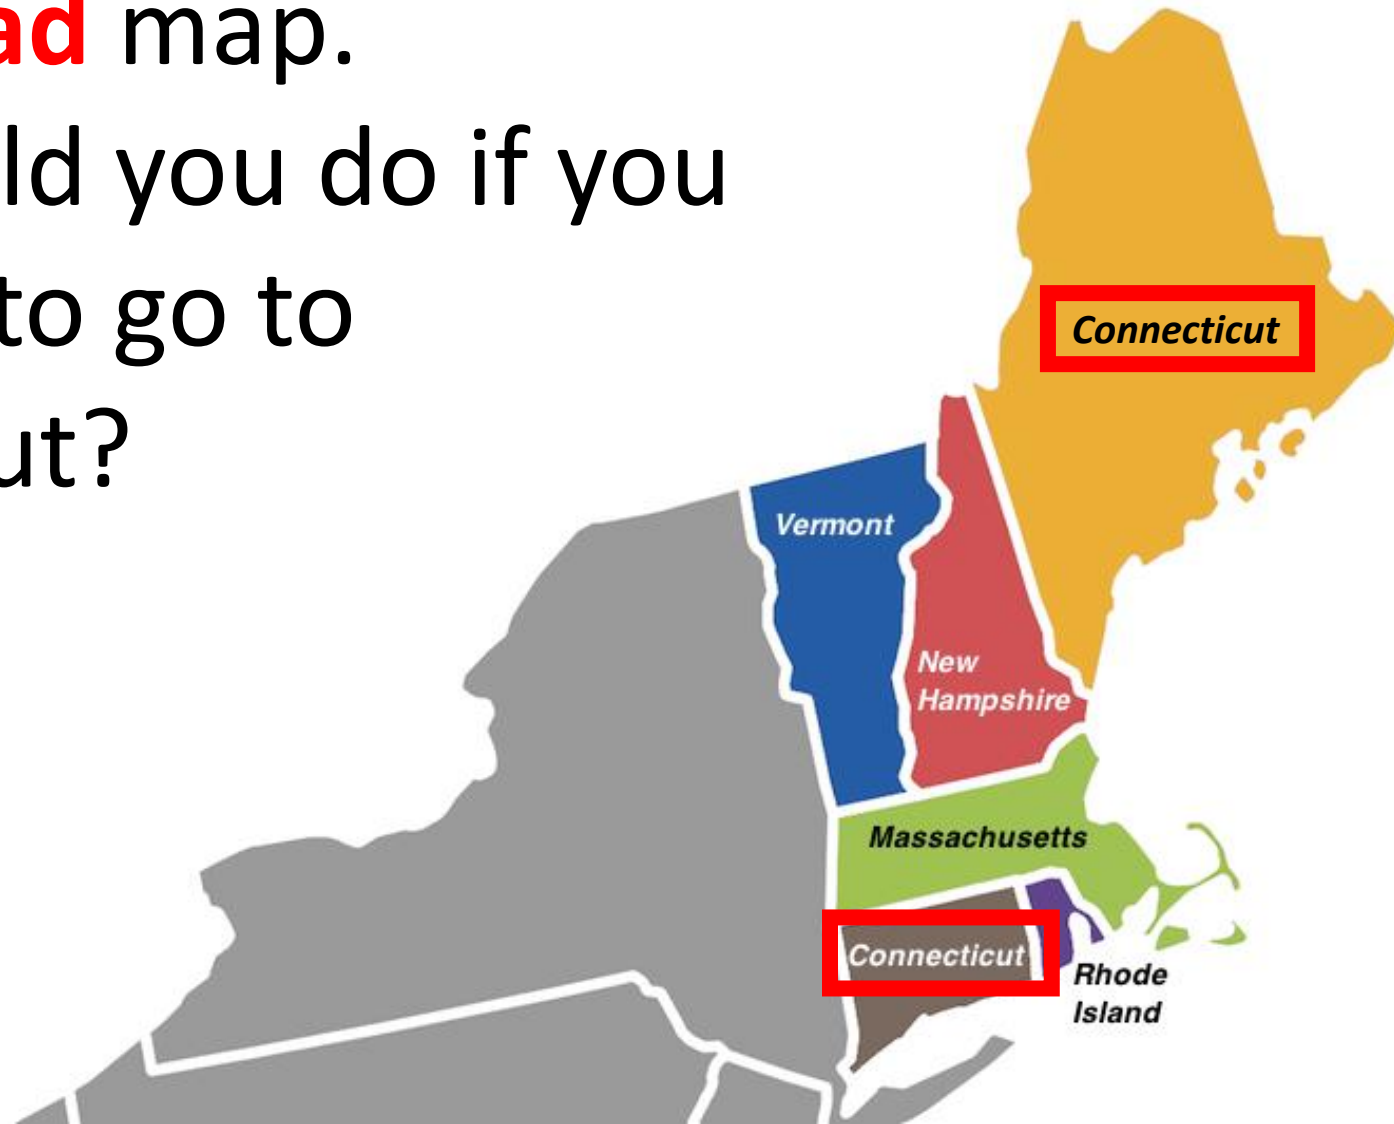 ad map.
ld you do if you
to go to
ut?
Connecticut
Vermont
New
Hampshire
Massachusetts
Connecticut
Rhode
Island